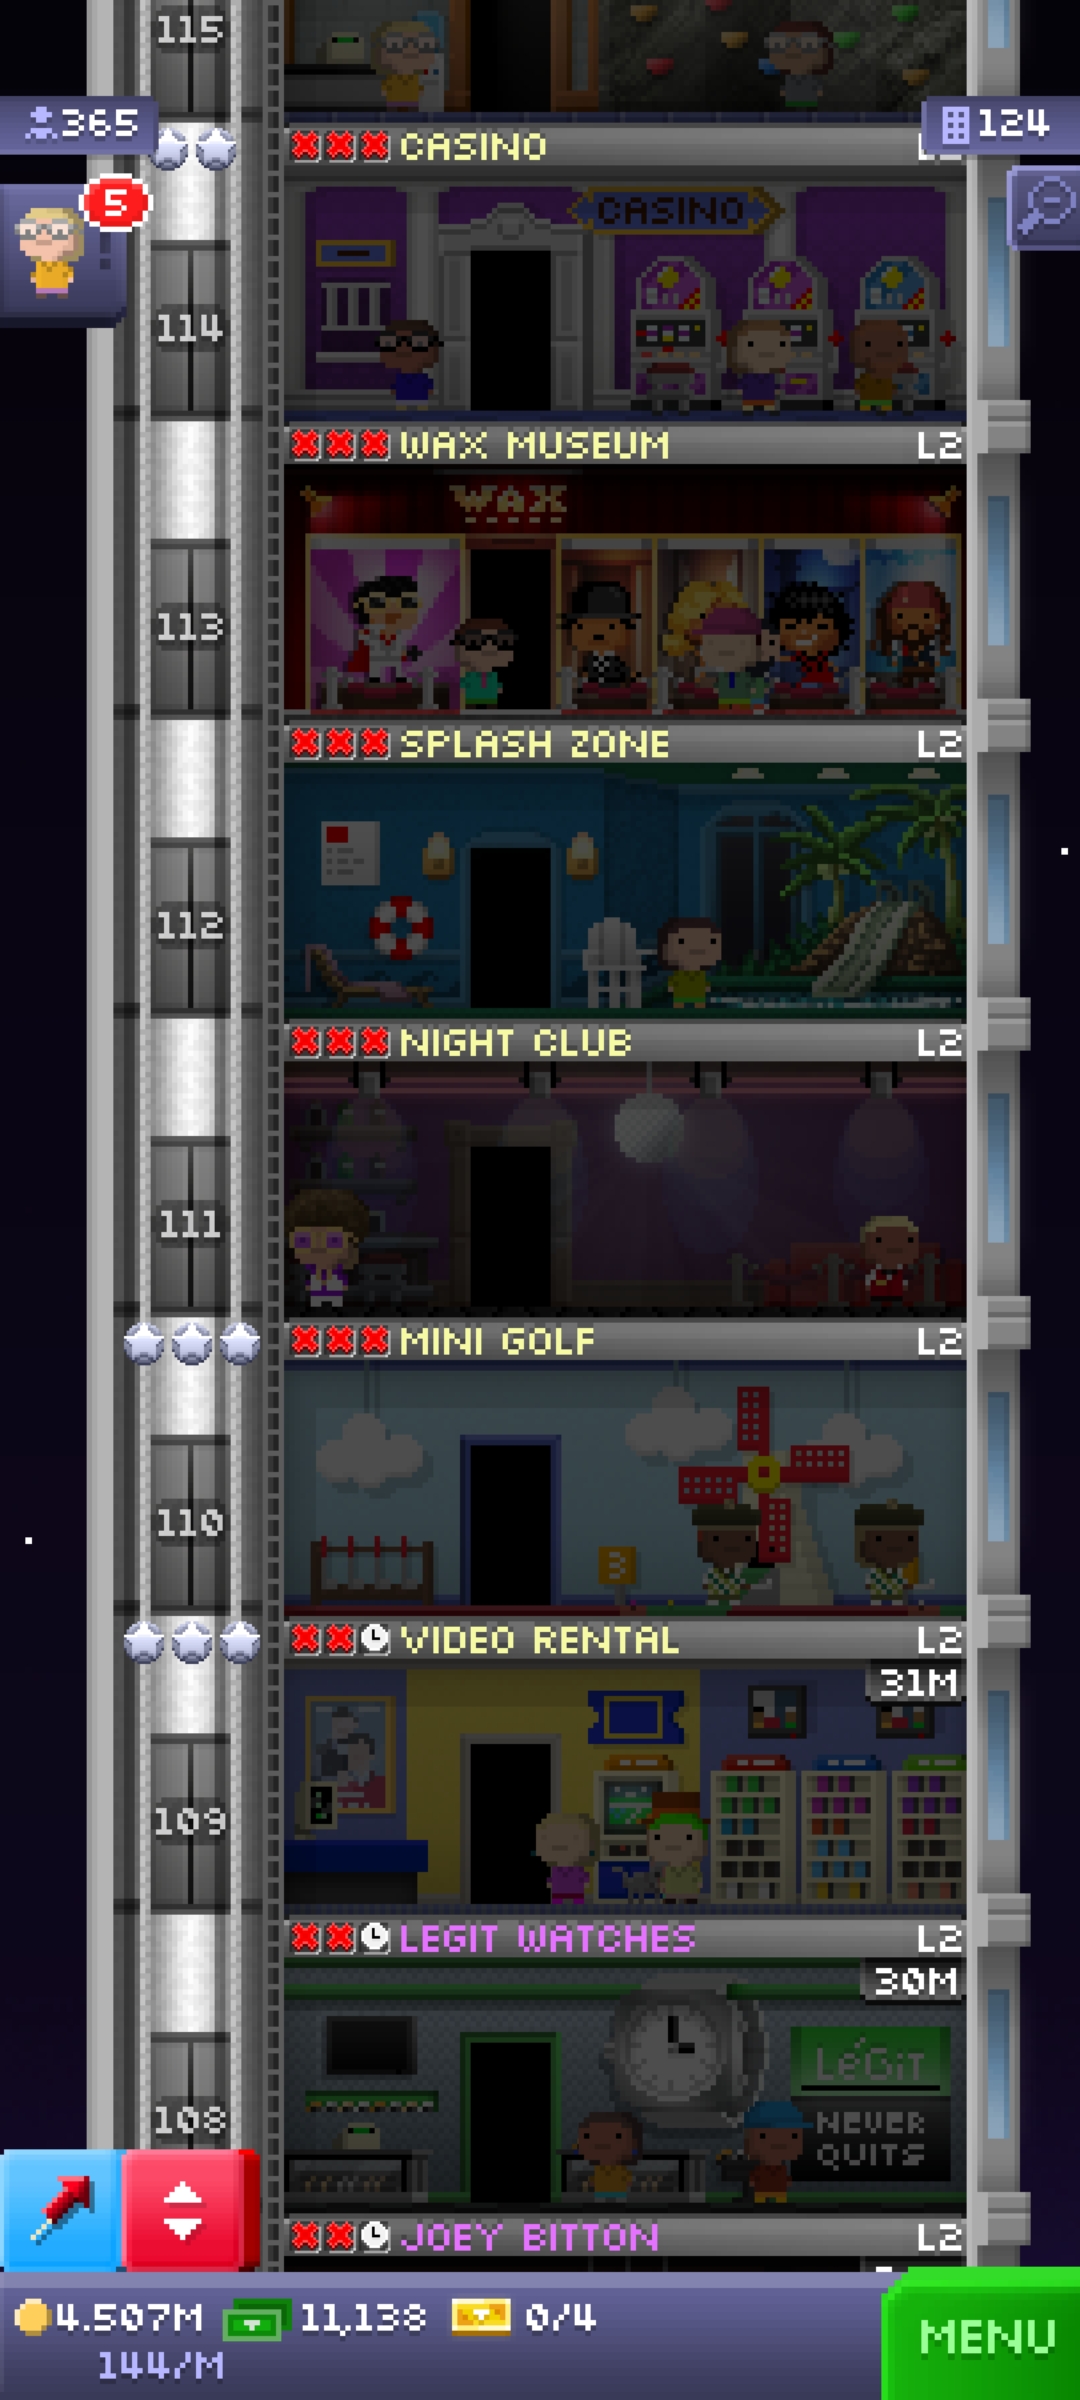 115
365
124
5
CASINO
CASINO
114
WAX MUSEUM L2
WAX
113
SPLASH ZONE L2
112
NIGHT CLUB L2
111
MINI GOLF L2
110
3
VIDEO RENTAL L2
31M
109
LEGIT WATCHES L2
30M
LéGiT
NEVER
QUITS
108
JOEY BITTON L2
4.507M 11,138 0/4
144/M
MENU